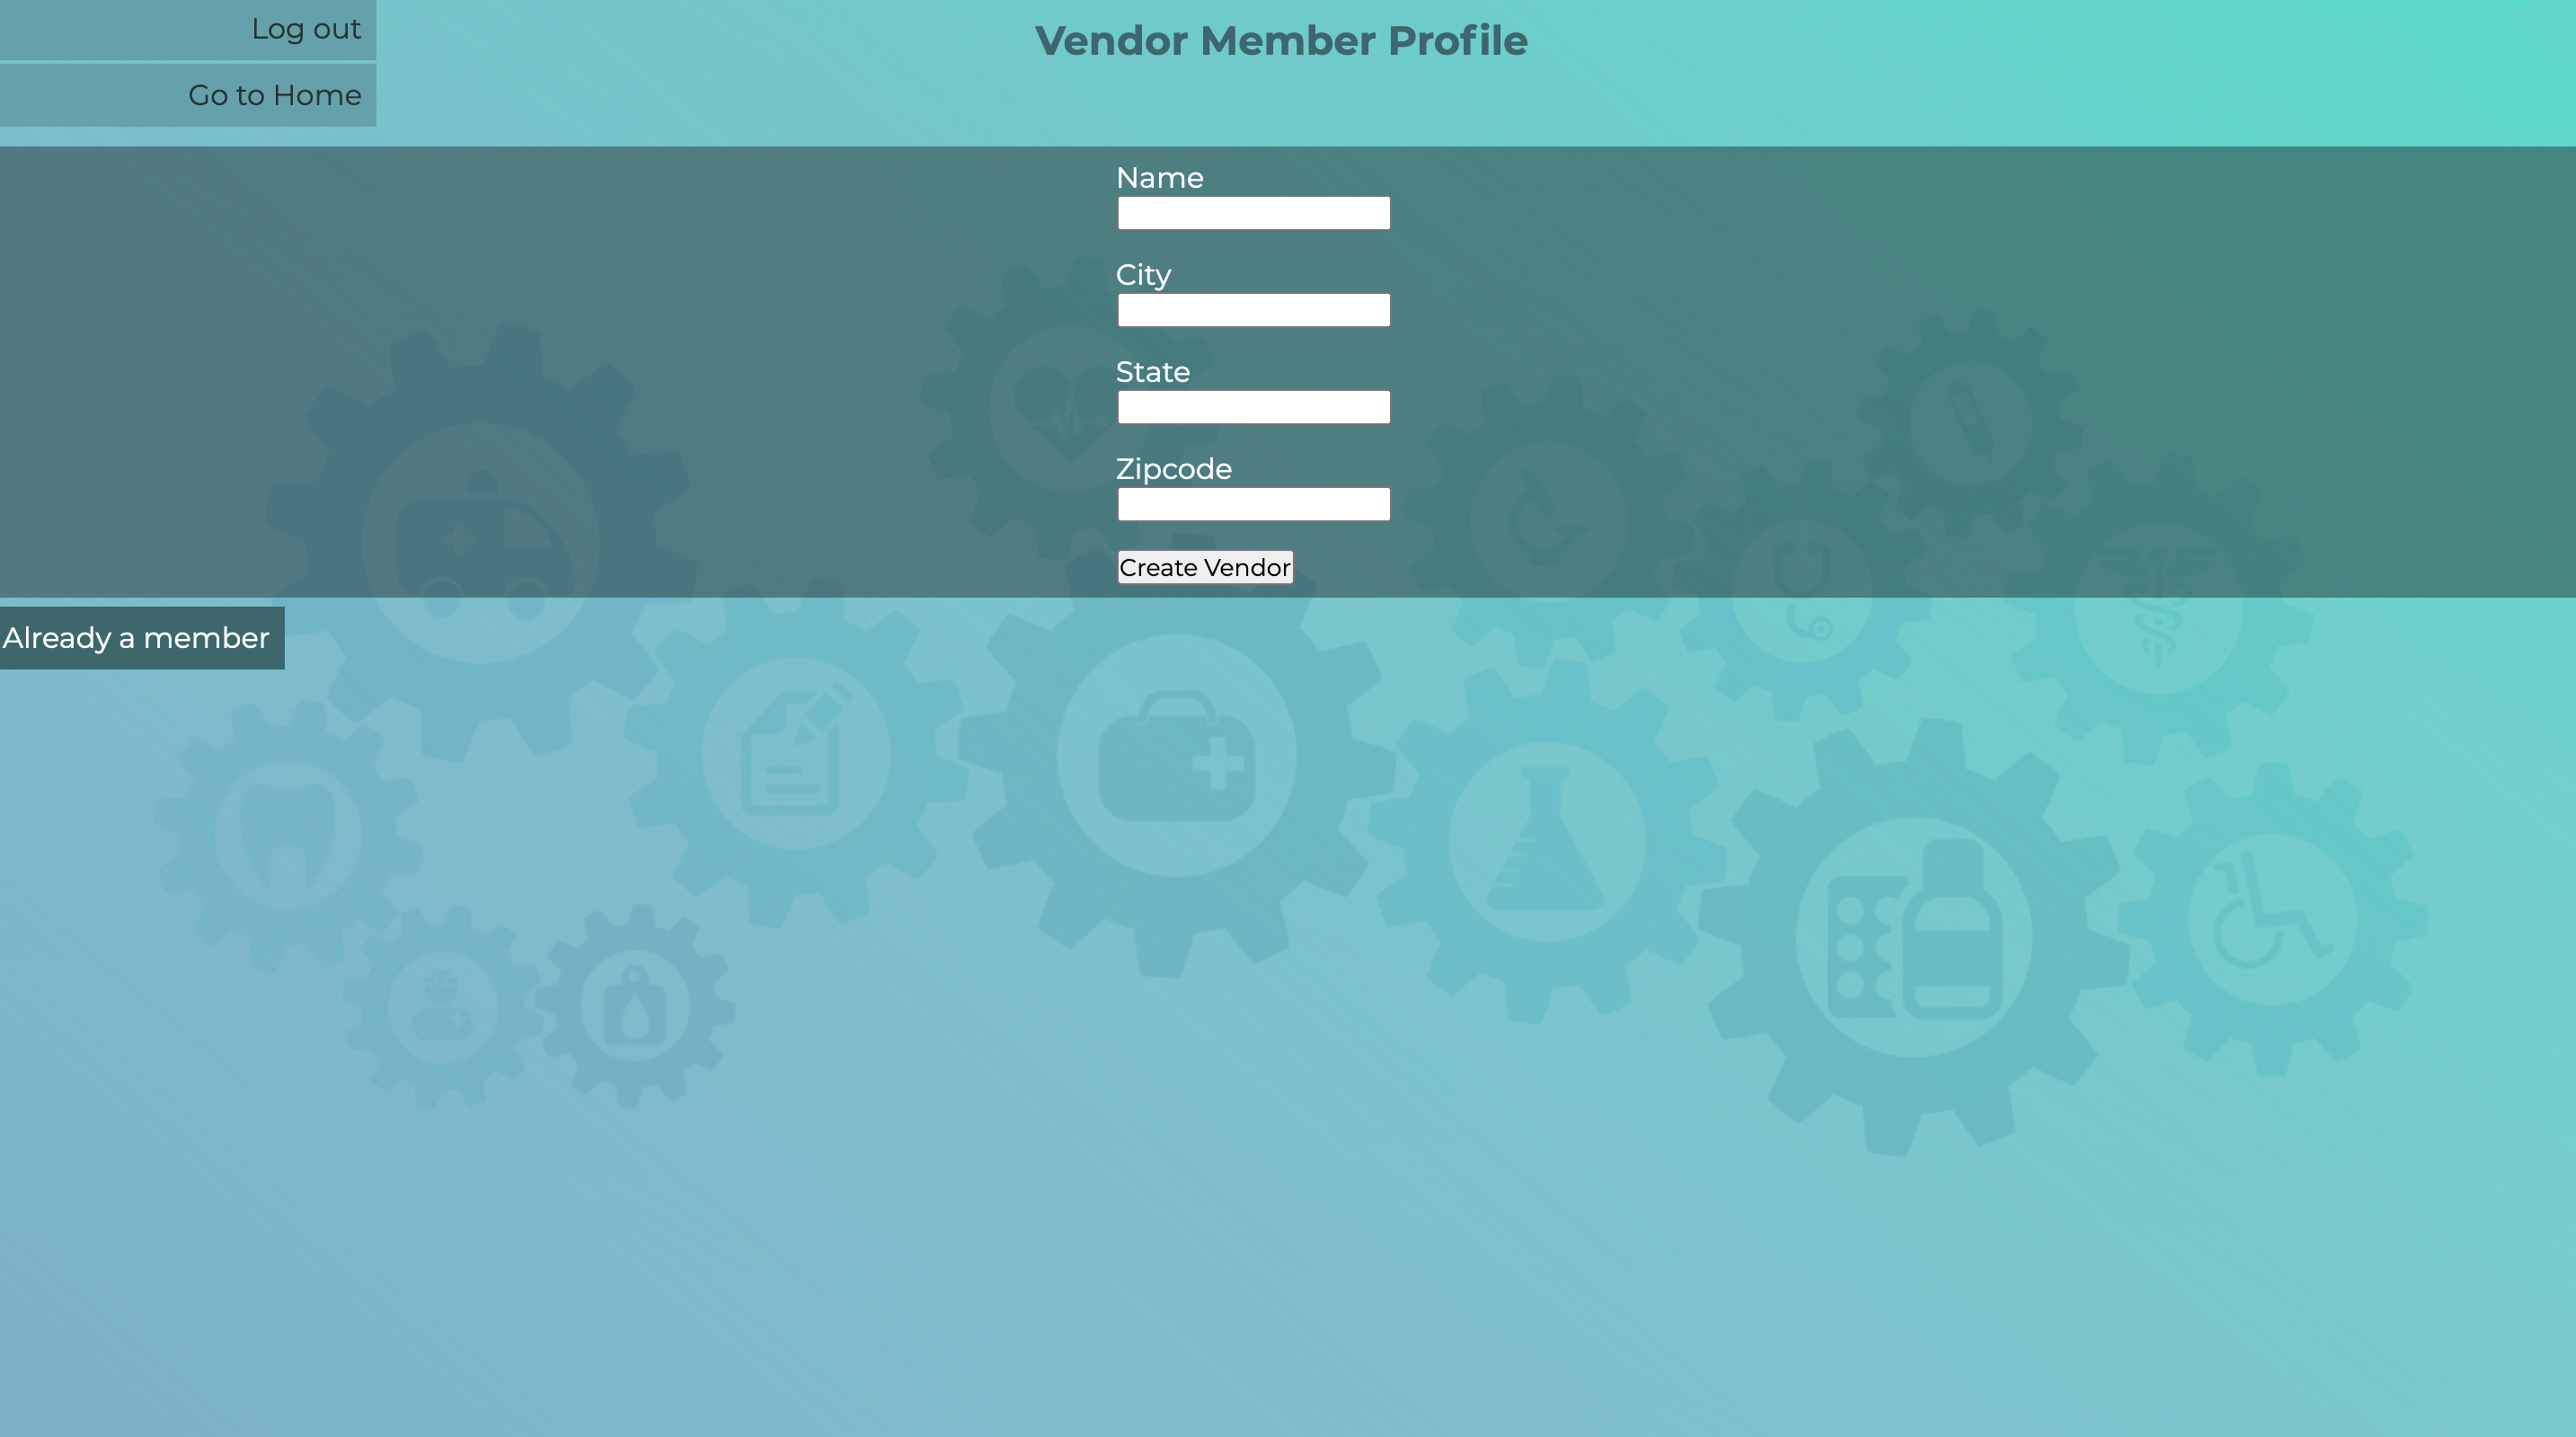 Log out
Vendor Member Profile
Go to Home
Name
City
State
Zipcode
Create Vendor
Already a member